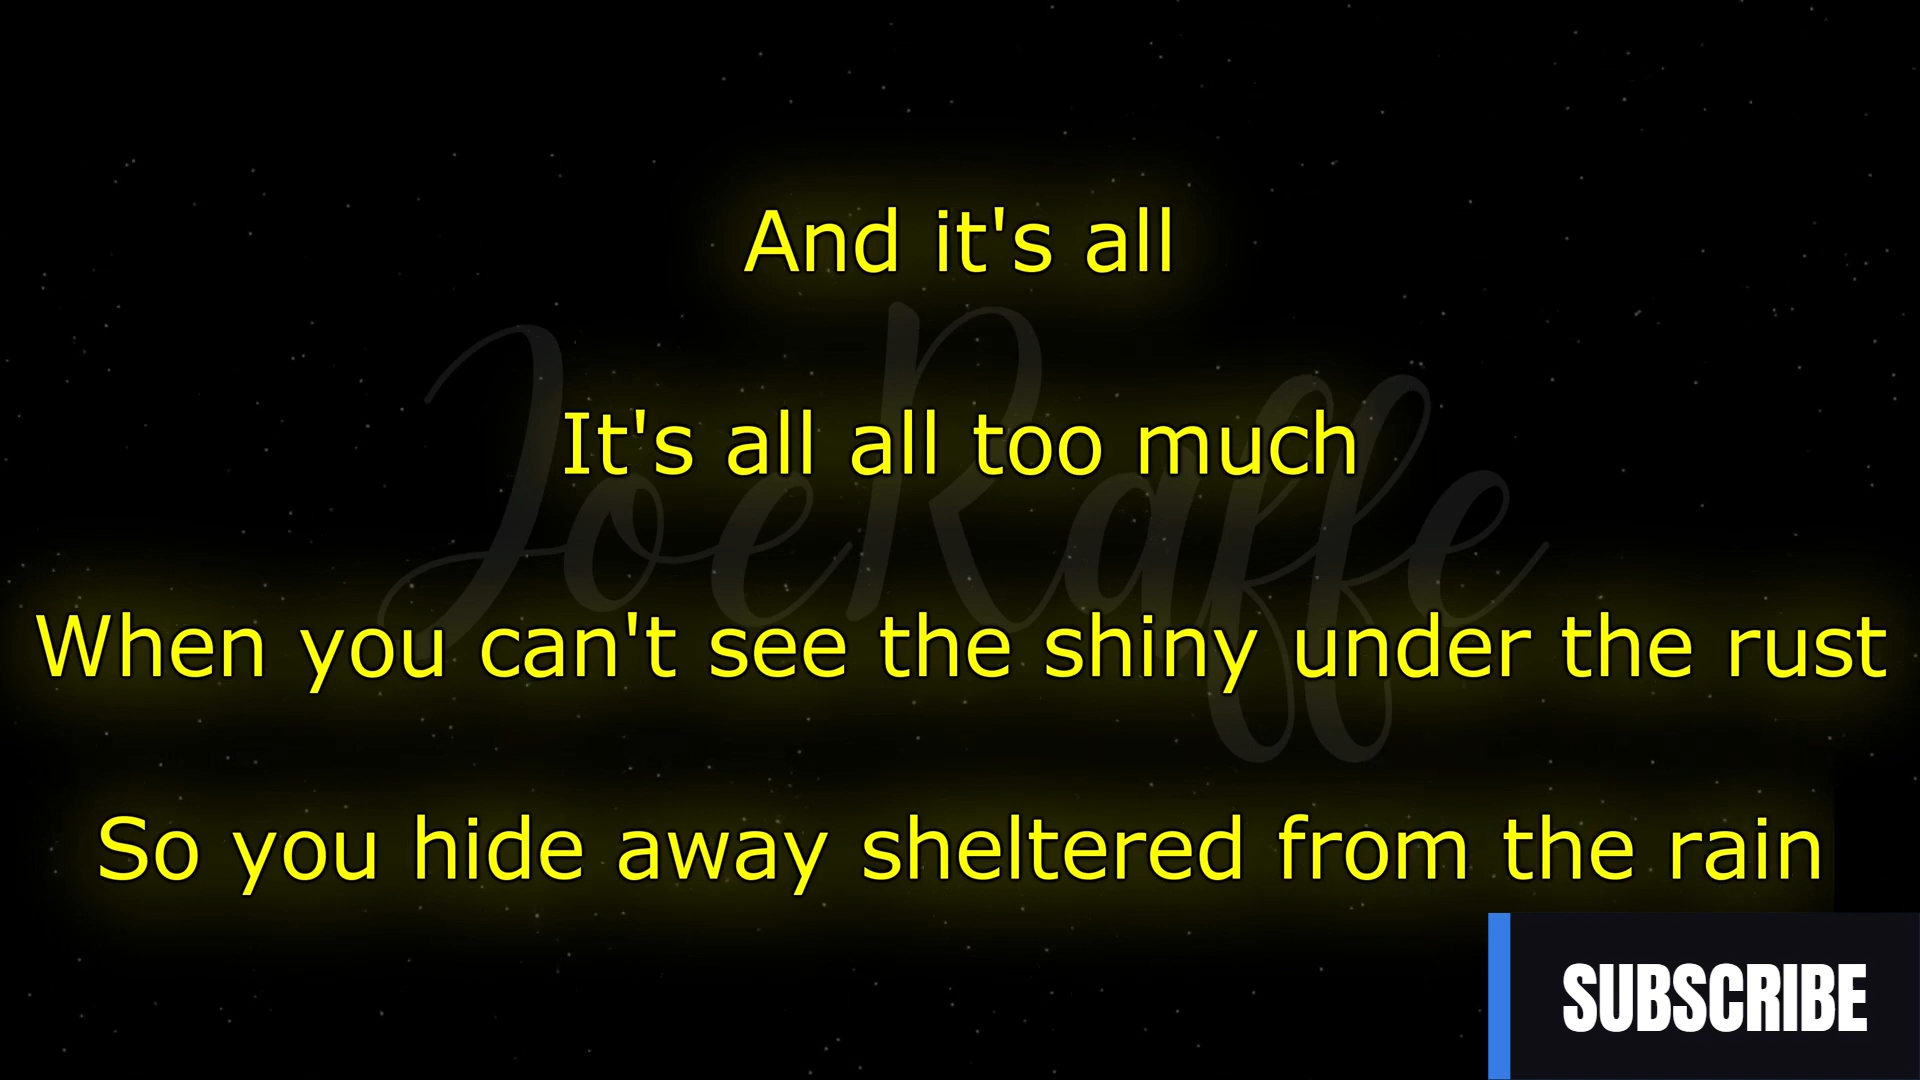 And it's all
It's all all too much
JoeRaffe
When you can't see the shiny under the rust
So you hide away sheltered from the rain
SUBSCRIBE